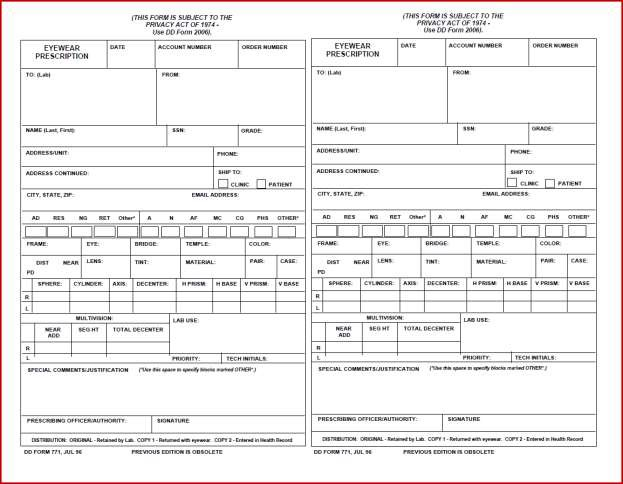 (THIS FORM IS SUBJECT TO THE
PRIVACY ACT OF 1974 -
Use DD Form 2006).
EYEWEAR
PRESCRIPTION
DATE ACCOUNT NUMBER ORDER NUMBER
TO: (Lab) FROM:
NAME (Last, First): SSN: GRADE:
ADDRESS/UNIT: PHONE:
ADDRESS CONTINUED: SHIP TO:
CLINIC PATIENT
CITY, STATE, ZIP: EMAIL ADDRESS:
AD RES NG RET Other* A N AF MC CG PHS OTHER*
FRAME: EYE: BRIDGE: TEMPLE: COLOR:
DIST NEAR LENS: TINT: MATERIAL: PAIR: CASE:
PD
SPHERE: CYLINDER: AXIS: DECENTER: H PRISM: H BASE V PRISM: V BASE
R
L
MULTIVISION: LAB USE:
NEAR
ADD SEG HT TOTAL DECENTER
R
L PRIORITY: TECH INITIALS:
SPECIAL COMMENTS/JUSTIFICATION (*Use this space to specify blocks marked OTHER*.)
PRESCRIBING OFFICER/AUTHORITY: SIGNATURE
DISTRIBUTION: ORIGINAL - Retained by Lab. COPY 1 - Returned with eyewear. COPY 2 - Entered in Health Record
DD FORM 771, JUL 96 PREVIOUS EDITION IS OBSOLETE
(THIS FORM IS SUBJECT TO THE
PRIVACY ACT OF 1974 -
Use DD Form 2006).
EYEWEAR
PRESCRIPTION
DATE ACCOUNT NUMBER ORDER NUMBER
TO: (Lab) FROM:
NAME (Last, First): SSN: GRADE:
ADDRESS/UNIT: PHONE:
ADDRESS CONTINUED: SHIP TO:
CLINIC PATIENT
CITY, STATE, ZIP: EMAIL ADDRESS:
AD RES NG RET Other* A N AF MC CG PHS OTHER*
FRAME: EYE: BRIDGE: TEMPLE: COLOR:
DIST NEAR LENS: TINT: MATERIAL: PAIR: CASE:
PD
SPHERE: CYLINDER: AXIS: DECENTER: H PRISM: H BASE V PRISM: V BASE
R
L
MULTIVISION: LAB USE:
NEAR
ADD SEG HT TOTAL DECENTER
R
L PRIORITY: TECH INITIALS:
SPECIAL COMMENTS/JUSTIFICATION (*Use this space to specify blocks marked OTHER*.)
PRESCRIBING OFFICER/AUTHORITY: SIGNATURE
DISTRIBUTION: ORIGINAL - Retained by Lab. COPY 1 - Returned with eyewear. COPY 2 - Entered in Health Record
DD FORM 771, JUL 96 PREVIOUS EDITION IS OBSOLETE